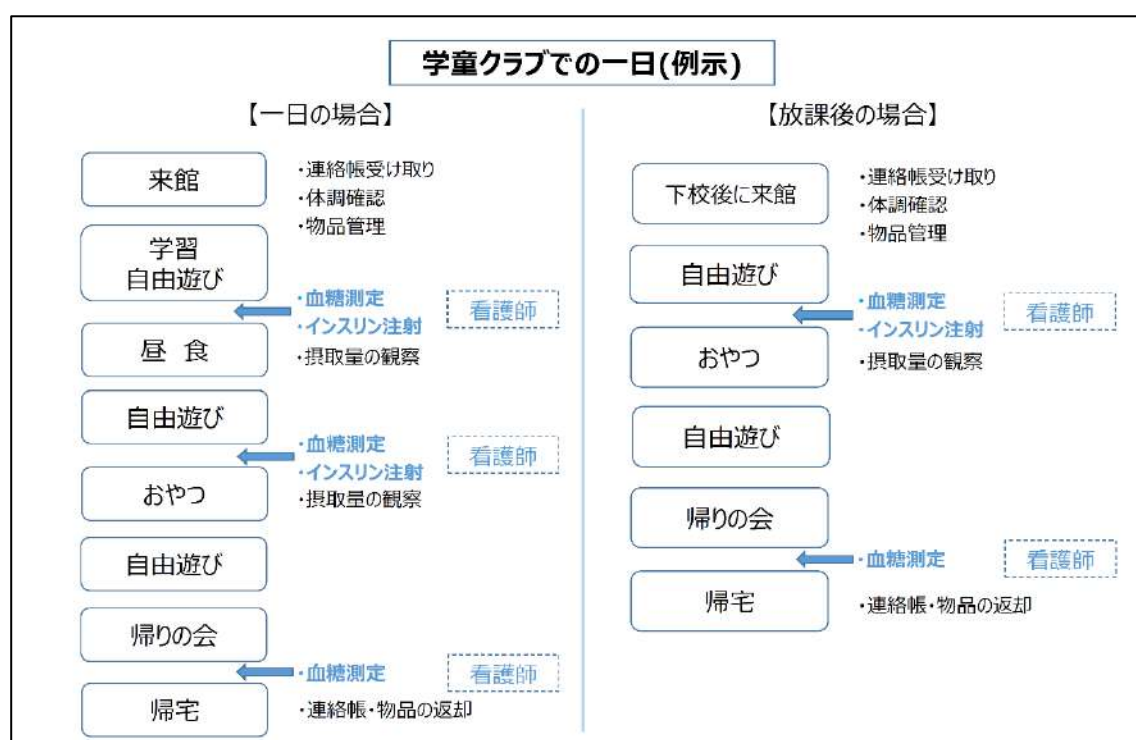 学童クラブでの一日(例示)
【一日の場合】
来館
・連絡帳受け取り
・体調確認
・物品管理
学習
自由遊び
・血糖測定
・インスリン注射
看護師
昼 食
・摂取量の観察
自由遊び
・血糖測定
・インスリン注射
看護師
おやつ
・摂取量の観察
自由遊び
帰りの会
・血糖測定
看護師
帰宅
・連絡帳・物品の返却
【放課後の場合】
下校後に来館
・連絡帳受け取り
・体調確認
・物品管理
自由遊び
・血糖測定
・インスリン注射
看護師
おやつ
・摂取量の観察
自由遊び
帰りの会
・血糖測定
看護師
帰宅
・連絡帳・物品の返却